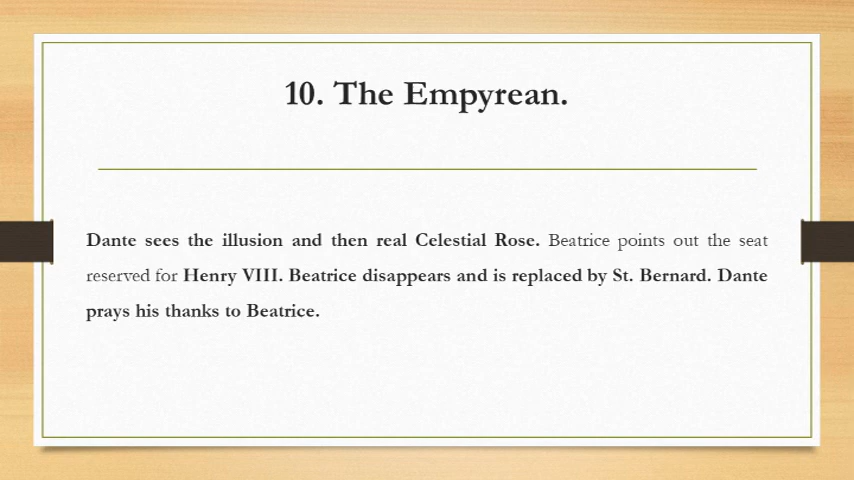 10. The Empyrean.
Dante sees the illusion and then real Celestial Rose. Beatrice points out the seat
reserved for Henry VIII. Beatrice disappears and is replaced by St. Bernard. Dante
prays his thanks to Beatrice.